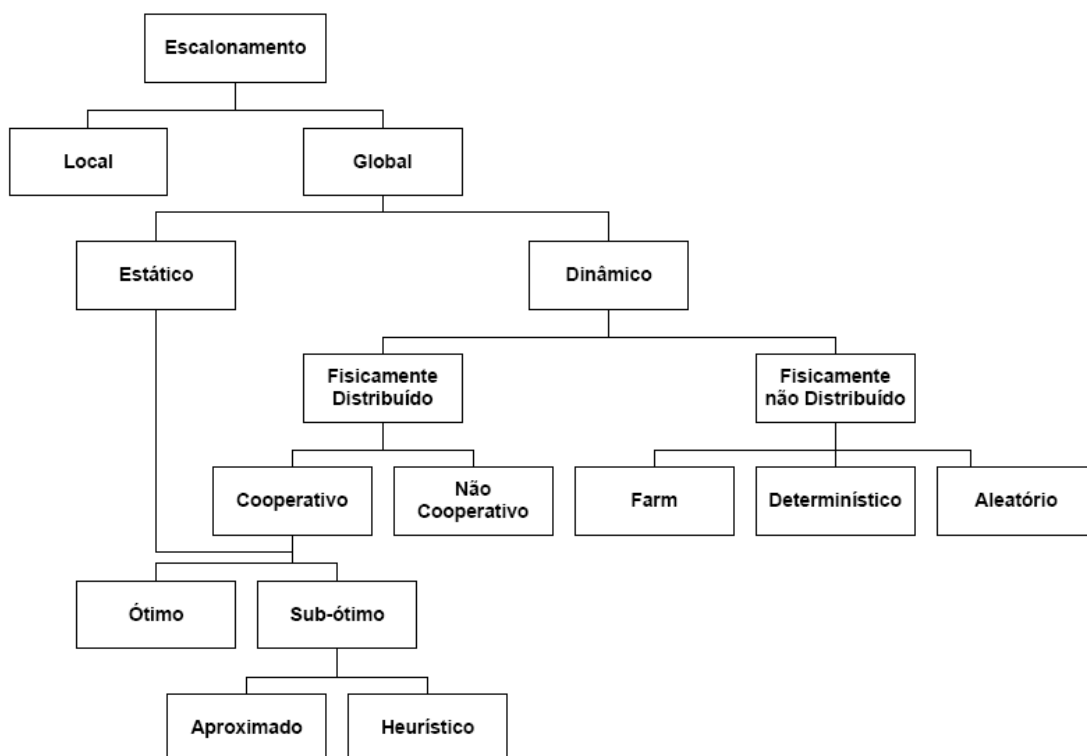 Escalonamento
Local
Global
Estático
Dinâmico
Fisicamente
Distribuído
Fisicamente
não Distribuído
Cooperativo
Não
Cooperativo
Farm
Determinístico
Aleatório
Ótimo
Sub-ótimo
Aproximado
Heurístico